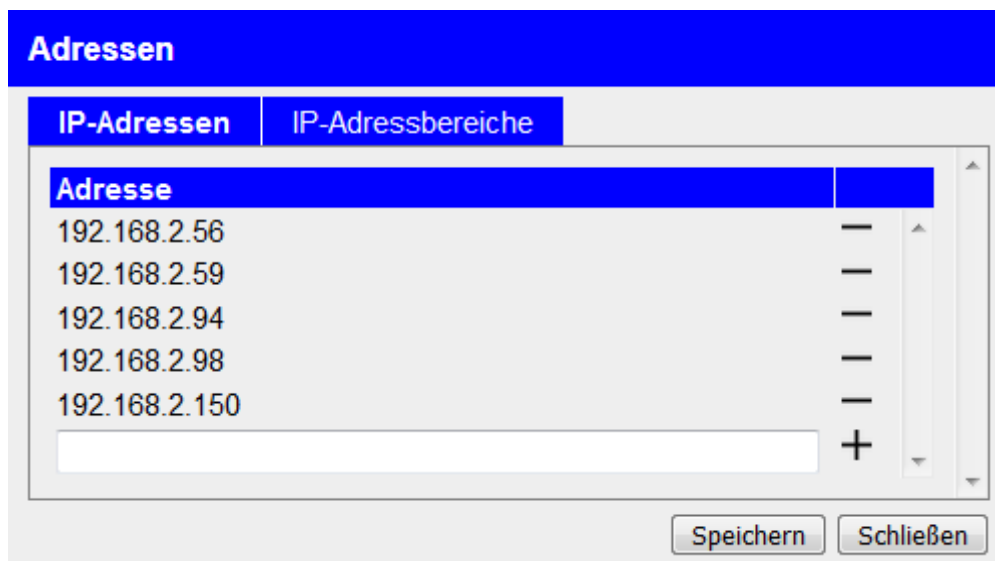 Adressen
IP-Adressen IP-Adressbereiche
Adresse
192.168.2.56
192.168.2.59
192.168.2.94
192.168.2.98
192.168.2.150
Speichern Schließen